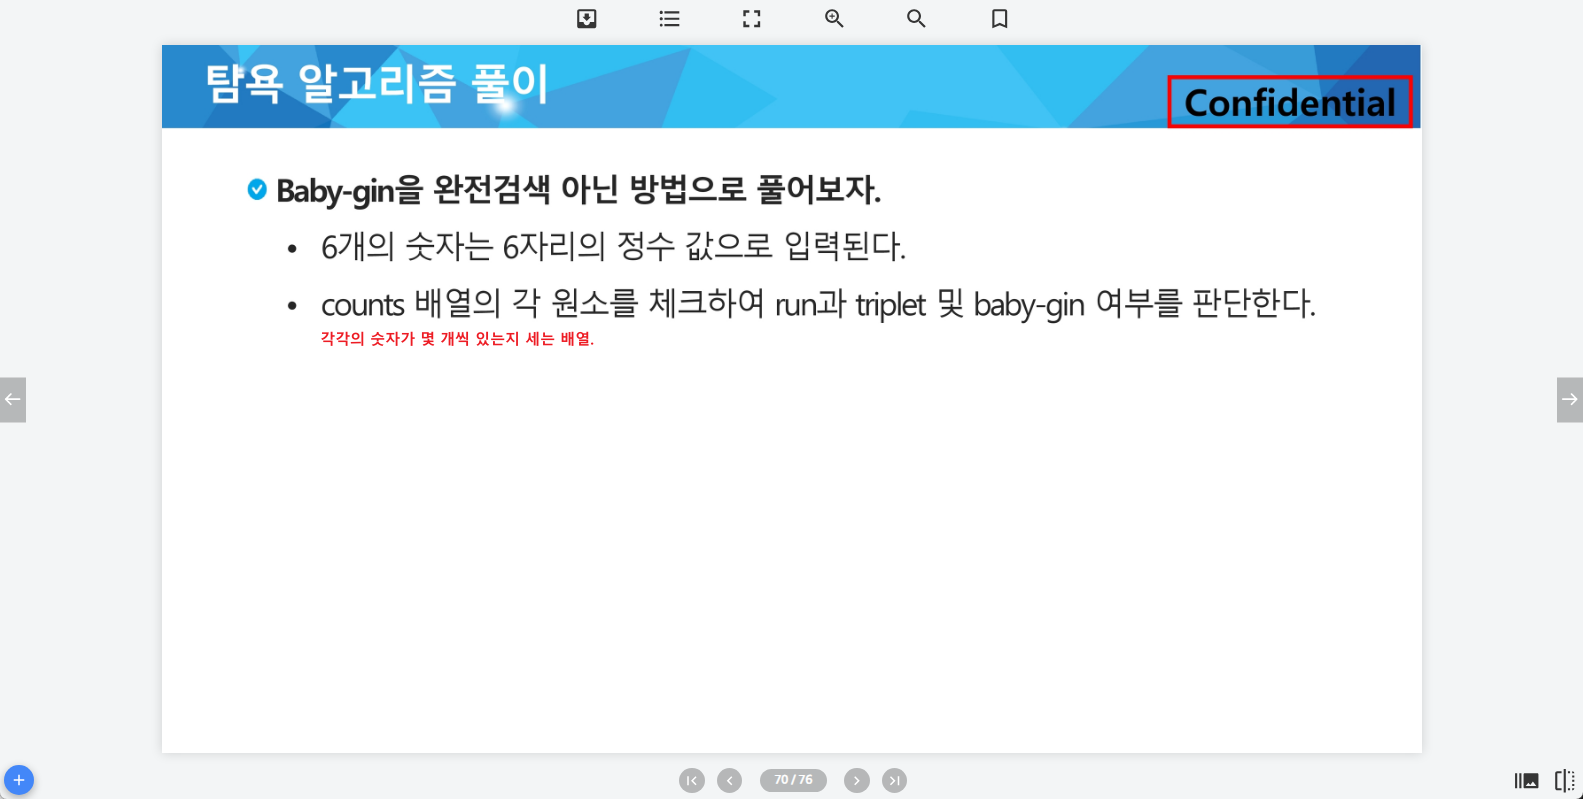 탐욕 알고리즘 풀이
Confidential
Baby-gin을 완전검색 아닌 방법으로 풀어보자.
• 6개의 숫자는 6자리의 정수 값으로 입력된다.
• counts 배열의 각 원소를 체크하여 run과 triplet 및 baby-gin 여부를 판단한다.
각각의 숫자가 몇 개씩 있는지 세는 배열.
70 / 76